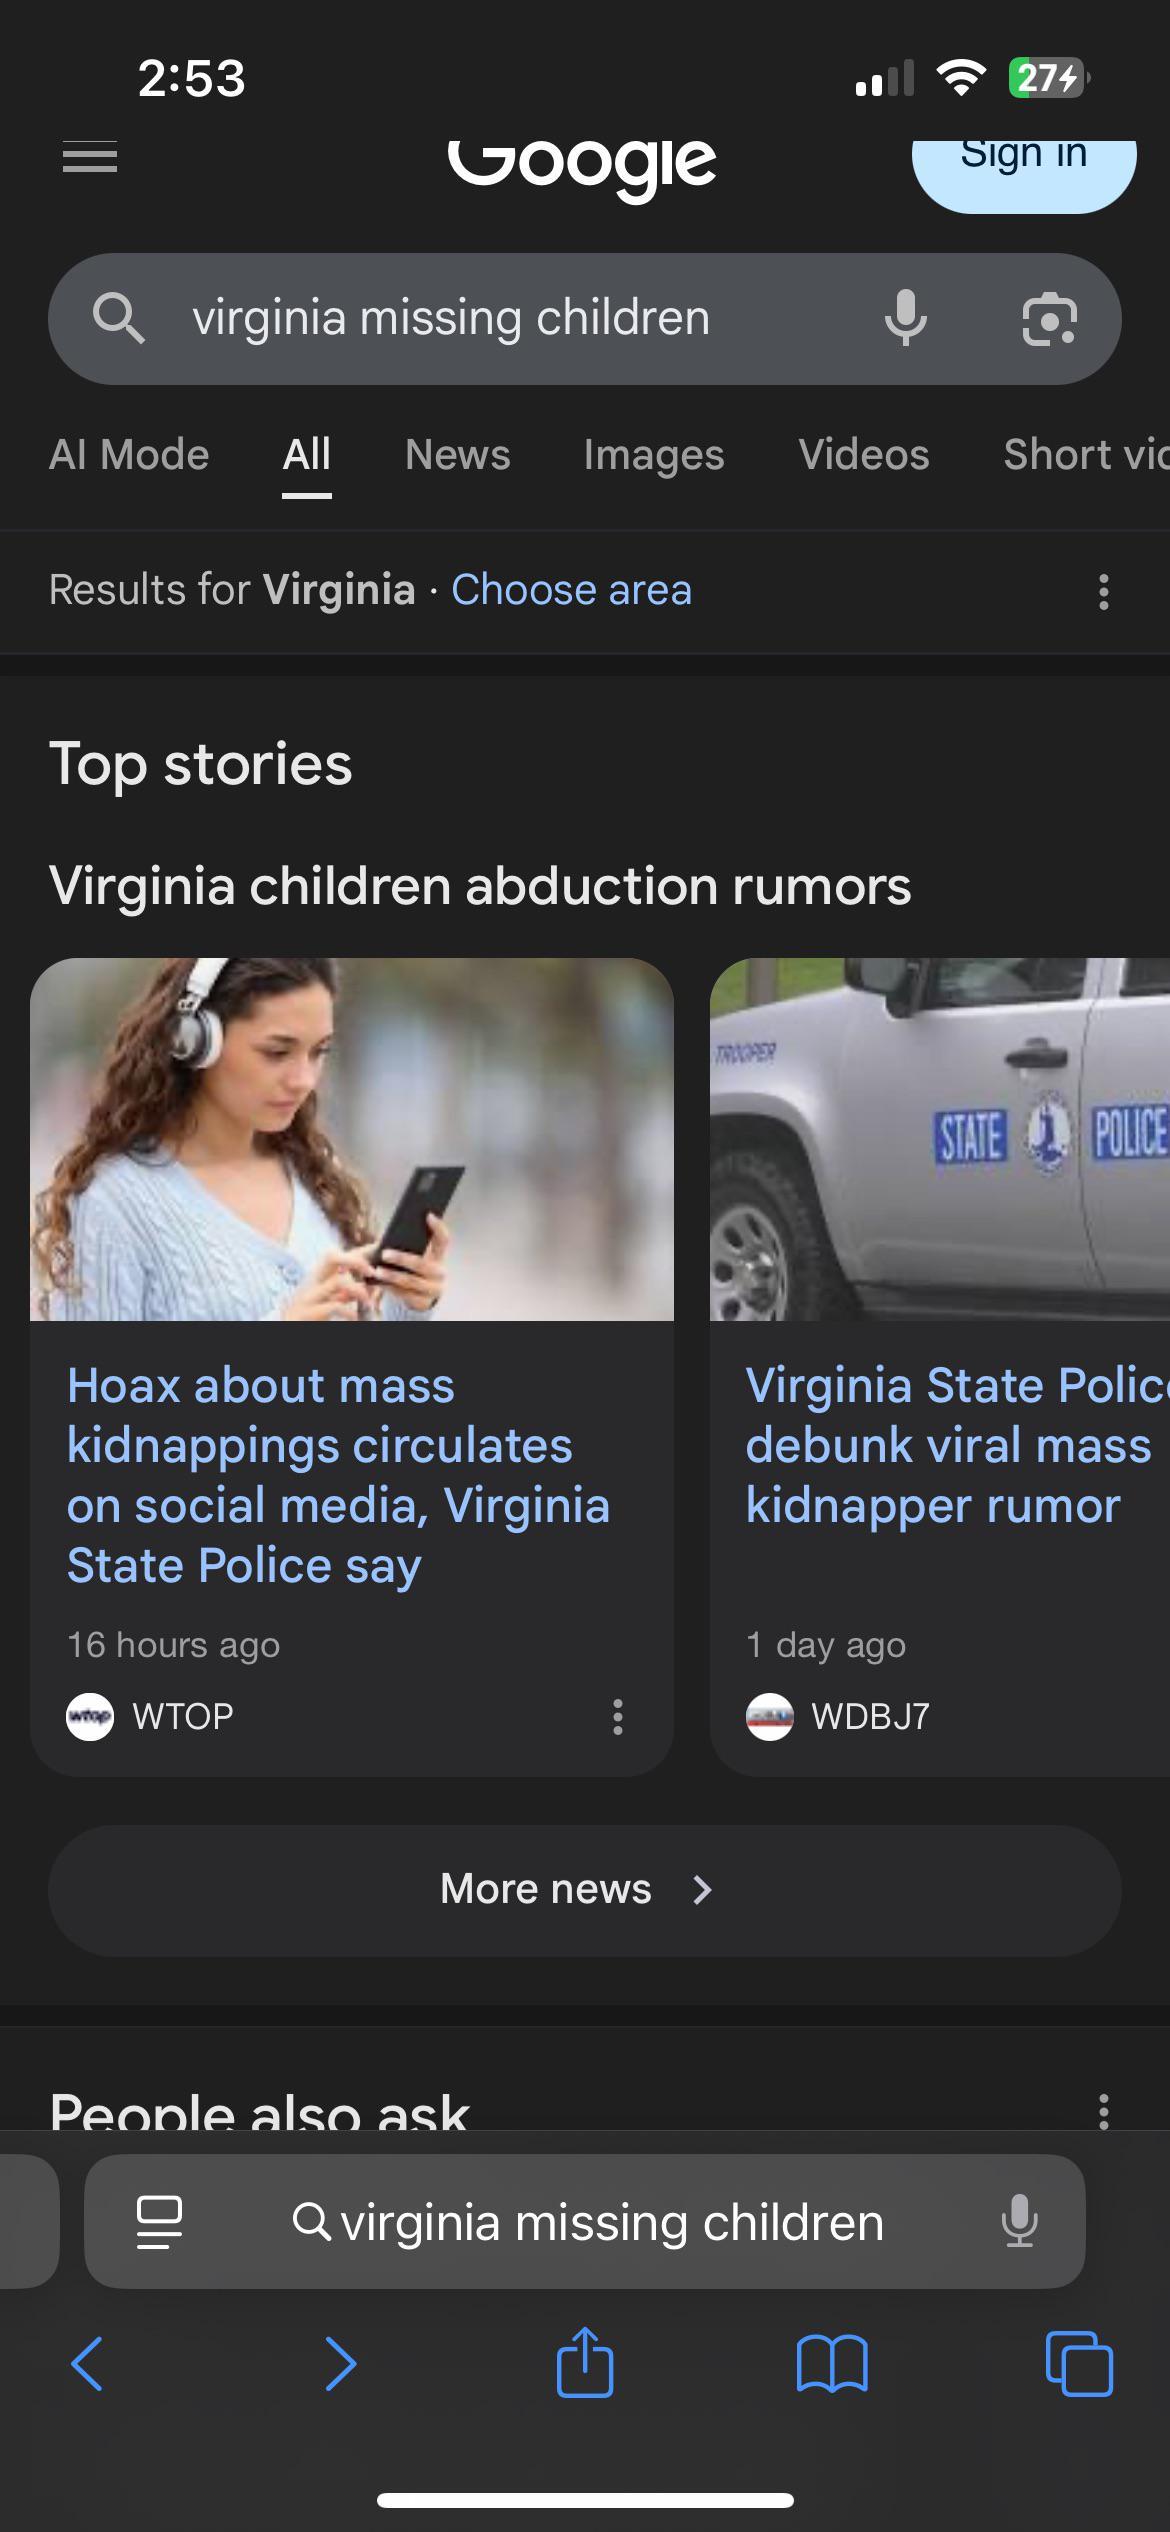 2:53
27
Google
Sign in
virginia missing children
AI Mode
All
News
Images
Videos
Short vid
Results for Virginia · Choose area
Top stories
Virginia children abduction rumors
TROOPER
STATE
POLICE
Hoax about mass
kidnappings circulates
on social media, Virginia
State Police say
16 hours ago
wtop
WTOP
Virginia State Police
debunk viral mass
kidnapper rumor
1 day ago
WDBJ7
More news
People also ask
virginia missing children